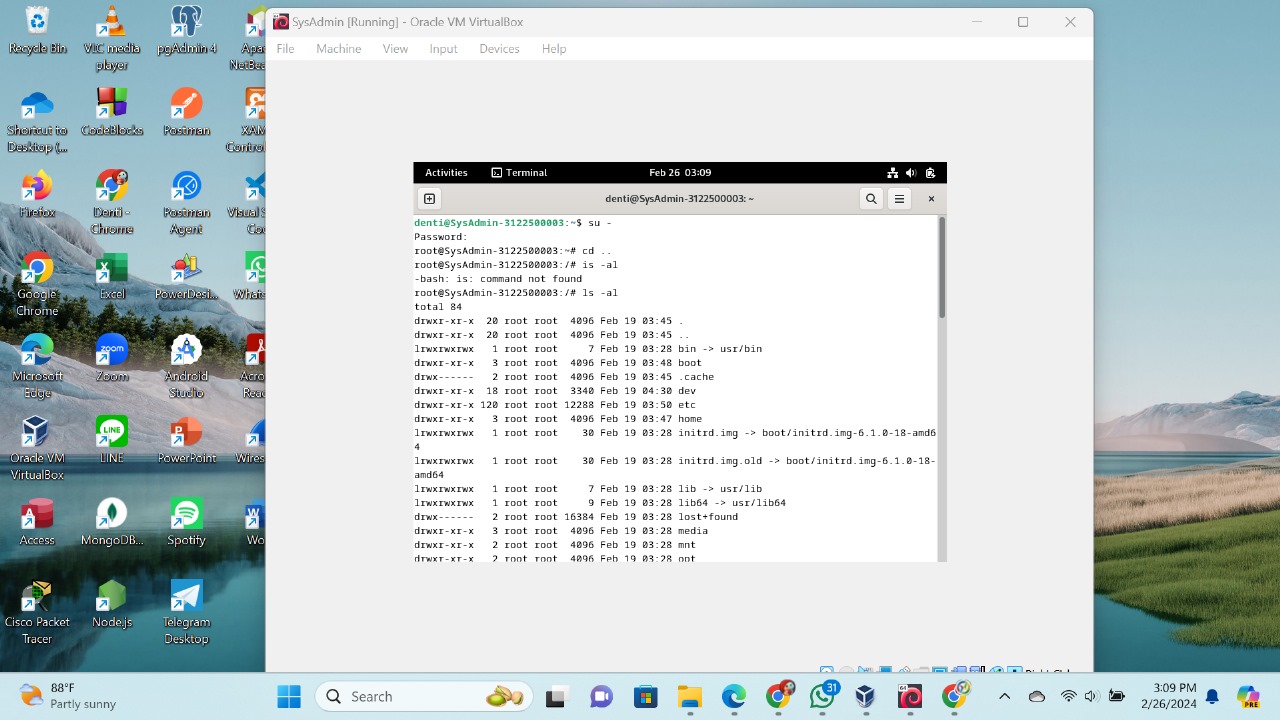 SysAdmin [Running] - Oracle VM VirtualBox
File Machine View Input Devices Help
Recycle Bin
VLC media
player
pgAdmin 4
NetBea
Shortcut to
Desktop (...
CodeBlocks
Postman
XAM
Contro
Firefox
Denti -
Chrome
Postman
Agent
Visual S
Google
Chrome
Excel
PowerDesi...
Whats
Microsoft
Edge
Zoom
zoom
Android
Studio
Acro
Rea
Oracle VM
VirtualBox
LINE
LINE
PowerPoint
Wires
Access
MongoDB...
Spotify
Wo
Cisco Packet
Tracer
Node.js
Telegram
Desktop
Activities Terminal Feb 26 03:09
denti@SysAdmin-3122500003: ~
denti@SysAdmin-3122500003:~$ su -
Password:
root@SysAdmin-3122500003:~# cd ..
root@SysAdmin-3122500003:/# is -al
-bash: is: command not found
root@SysAdmin-3122500003:/# ls -al
total 84
drwxr-xr-x 20 root root 4096 Feb 19 03:45 .
drwxr-xr-x 20 root root 4096 Feb 19 03:45 ..
lrwxrwxrwx 1 root root 7 Feb 19 03:28 bin -> usr/bin
drwxr-xr-x 3 root root 4096 Feb 19 03:48 boot
drwx------ 2 root root 4096 Feb 19 03:45 .cache
drwxr-xr-x 18 root root 3340 Feb 19 04:30 dev
drwxr-xr-x 120 root root 12288 Feb 19 03:50 etc
drwxr-xr-x 3 root root 4096 Feb 19 03:47 home
lrwxrwxrwx 1 root root 30 Feb 19 03:28 initrd.img -> boot/initrd.img-6.1.0-18-amd6
4
lrwxrwxrwx 1 root root 30 Feb 19 03:28 initrd.img.old -> boot/initrd.img-6.1.0-18-
amd64
lrwxrwxrwx 1 root root 7 Feb 19 03:28 lib -> usr/lib
lrwxrwxrwx 1 root root 9 Feb 19 03:28 lib64 -> usr/lib64
drwx------ 2 root root 16384 Feb 19 03:28 lost+found
drwxr-xr-x 3 root root 4096 Feb 19 03:28 media
drwxr-xr-x 2 root root 4096 Feb 19 03:28 mnt
drwxr-xr-x 2 root root 4096 Feb 19 03:28 opt
88°F
Search
31
64
PRE
3:09 PM
2/26/2024